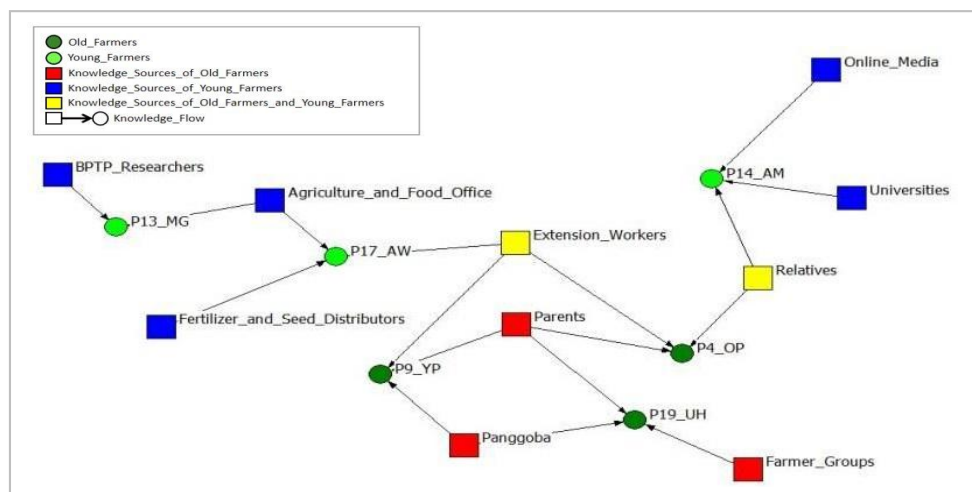 Old_Farmers
Young_Farmers
Knowledge_Sources_of_Old_Farmers
Knowledge_Sources_of_Young_Farmers
Knowledge_Sources_of_Old_Farmers_and_Young_Farmers
Knowledge_Flow
Online_Media
BPTP_Researchers
P14_AM
Agriculture_and_Food_Office
Universities
P13_MG
Extension_Workers
P17_AW
Relatives
Fertilizer_and_Seed_Distributors
Parents
P4_OP
P9_YP
P19_UH
Panggoba
Farmer_Groups